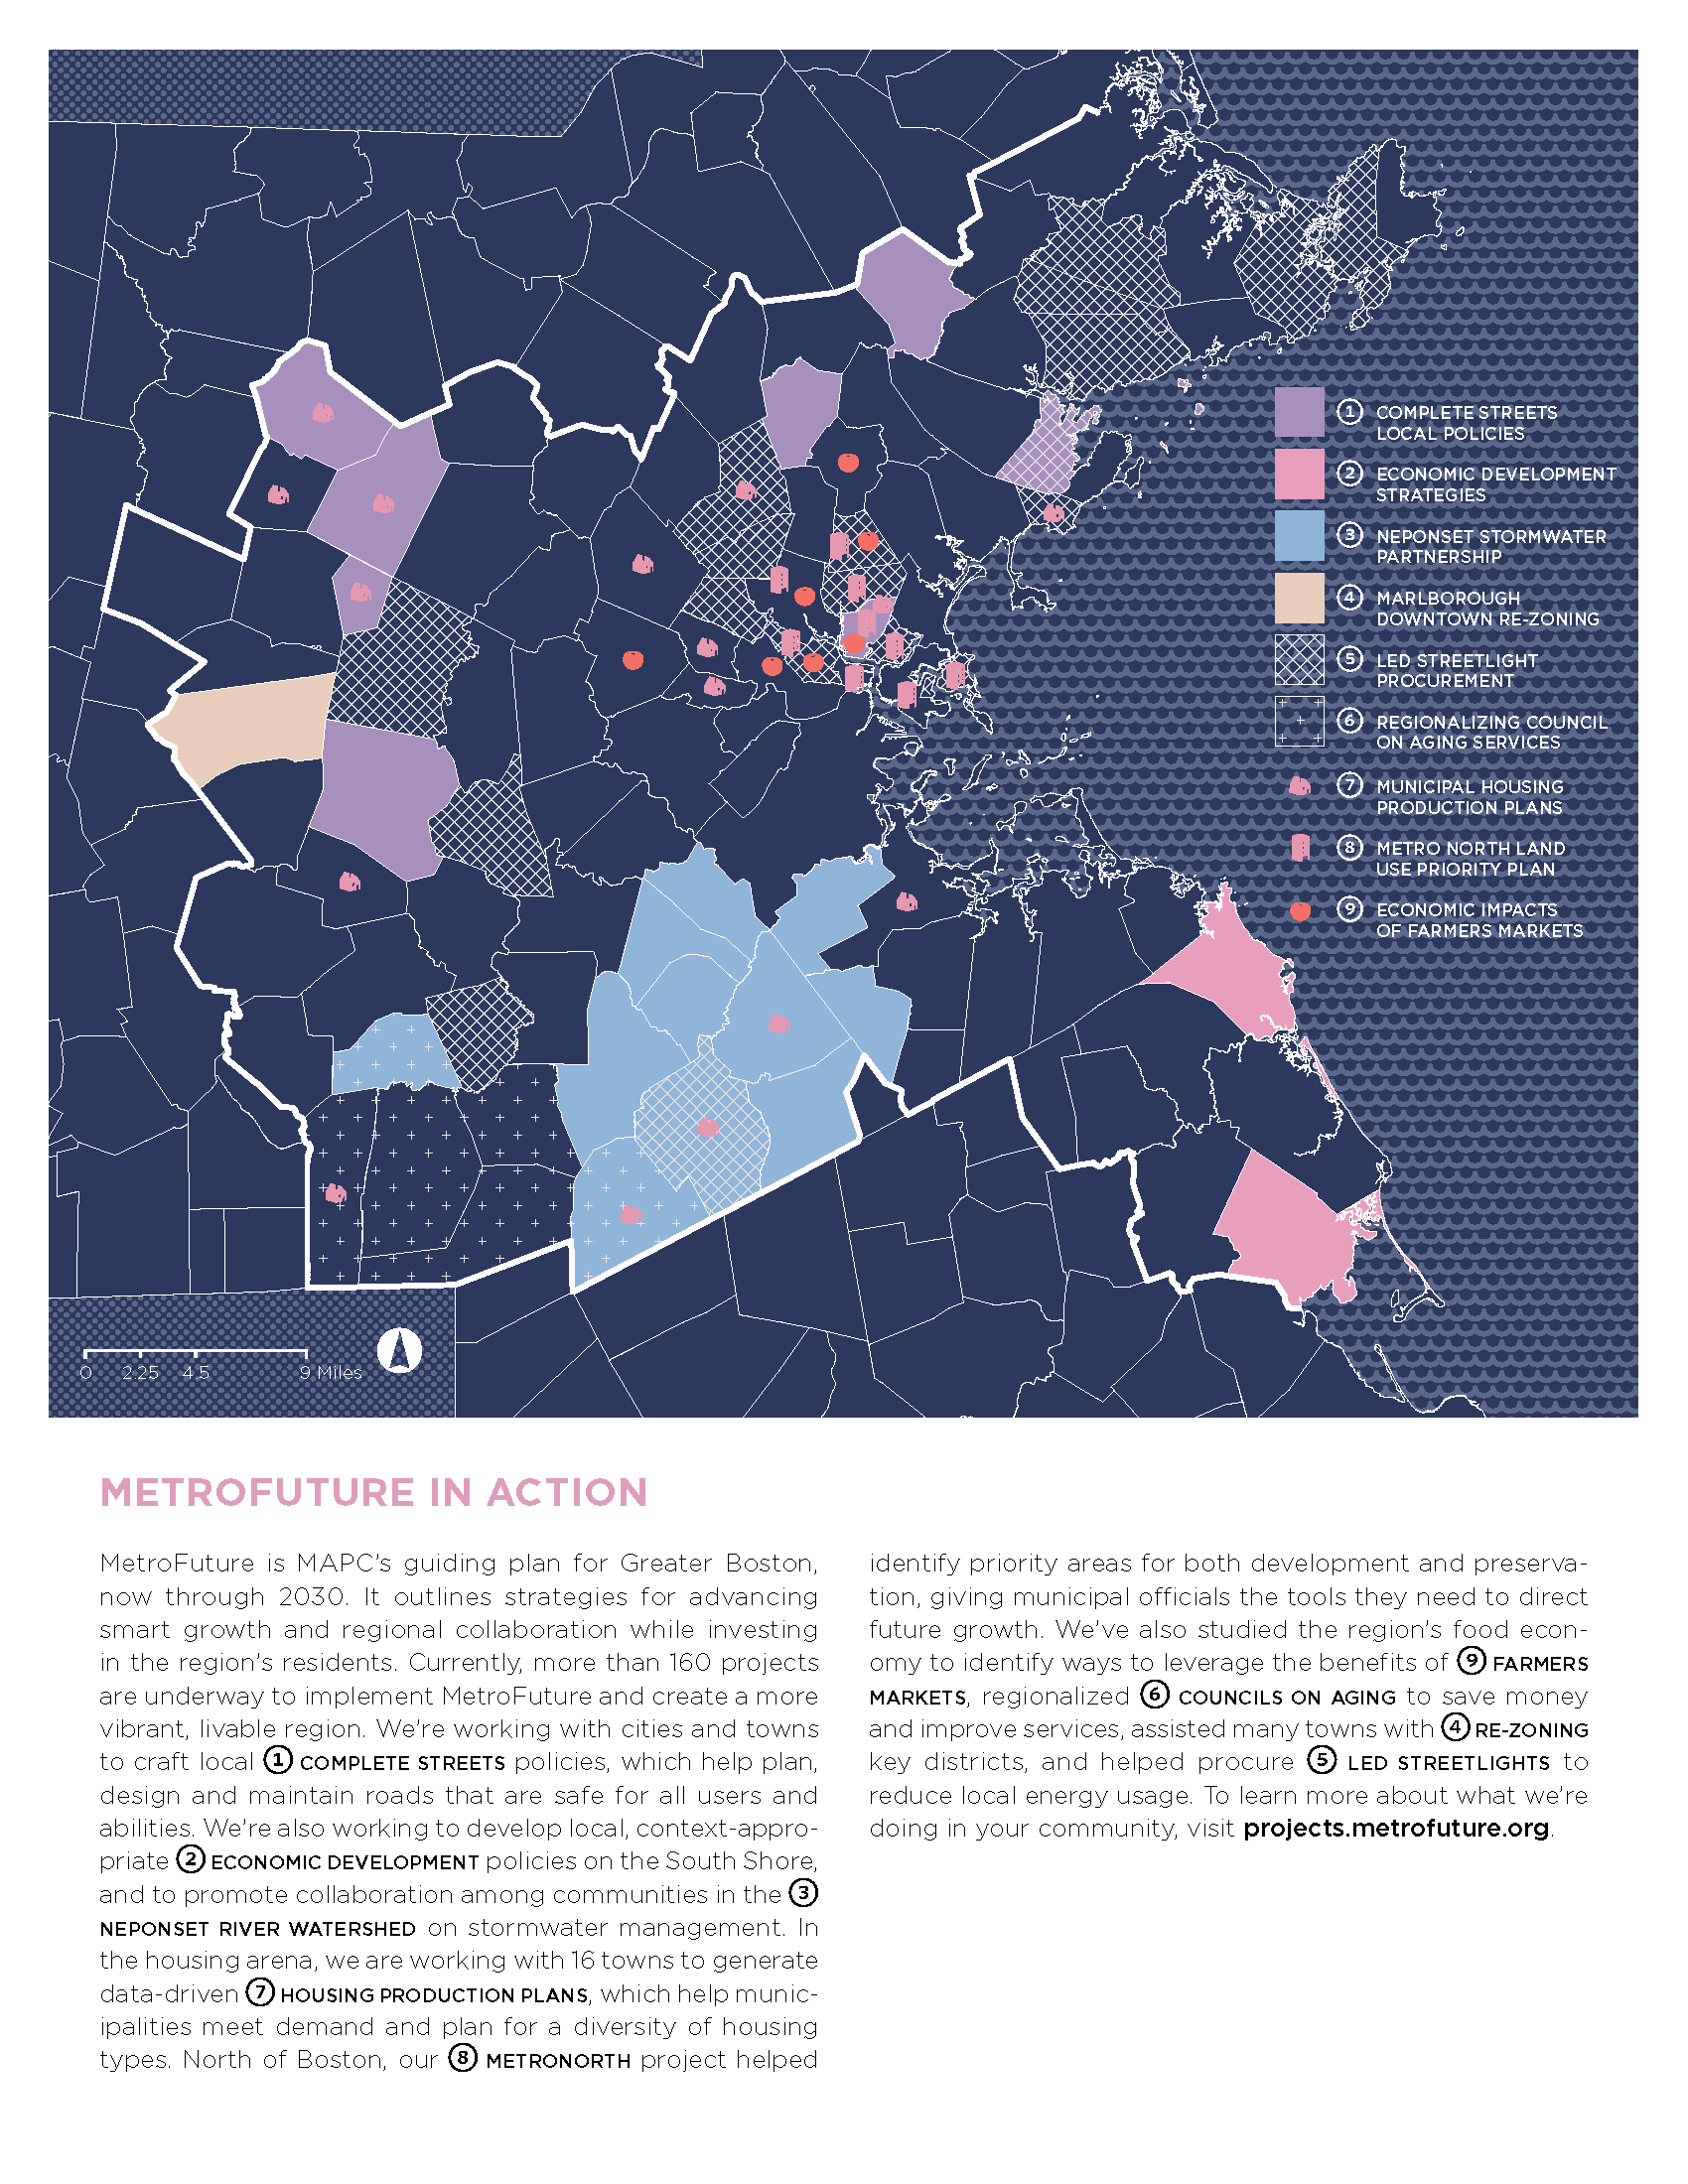 1 COMPLETE STREETS
LOCAL POLICIES
2 ECONOMIC DEVELOPMENT
STRATEGIES
3 NEPONSET STORMWATER
PARTNERSHIP
4 MARLBOROUGH
DOWNTOWN RE-ZONING
5 LED STREETLIGHT
PROCUREMENT
6 REGIONALIZING COUNCIL
ON AGING SERVICES
7 MUNICIPAL HOUSING
PRODUCTION PLANS
8 METRO NORTH LAND
USE PRIORITY PLAN
9 ECONOMIC IMPACTS
OF FARMERS MARKETS
0 2.25 4.5 9 Miles
METROFUTURE IN ACTION
MetroFuture is MAPC's guiding plan for Greater Boston,
now through 2030. It outlines strategies for advancing
smart growth and regional collaboration while investing
in the region's residents. Currently, more than 160 projects
are underway to implement MetroFuture and create a more
vibrant, livable region. We're working with cities and towns
to craft local 1 COMPLETE STREETS policies, which help plan,
design and maintain roads that are safe for all users and
abilities. We're also working to develop local, context-appro-
priate 2 ECONOMIC DEVELOPMENT policies on the South Shore,
and to promote collaboration among communities in the 3
NEPONSET RIVER WATERSHED on stormwater management. In
the housing arena, we are working with 16 towns to generate
data-driven 7 HOUSING PRODUCTION PLANS, which help munic-
ipalities meet demand and plan for a diversity of housing
types. North of Boston, our 8 METRONORTH project helped
identify priority areas for both development and preserva-
tion, giving municipal officials the tools they need to direct
future growth. We've also studied the region's food econ-
omy to identify ways to leverage the benefits of 9 FARMERS
MARKETS, regionalized 6 COUNCILS ON AGING to save money
and improve services, assisted many towns with 4 RE-ZONING
key districts, and helped procure 5 LED STREETLIGHTS to
reduce local energy usage. To learn more about what we're
doing in your community, visit projects.metrofuture.org.